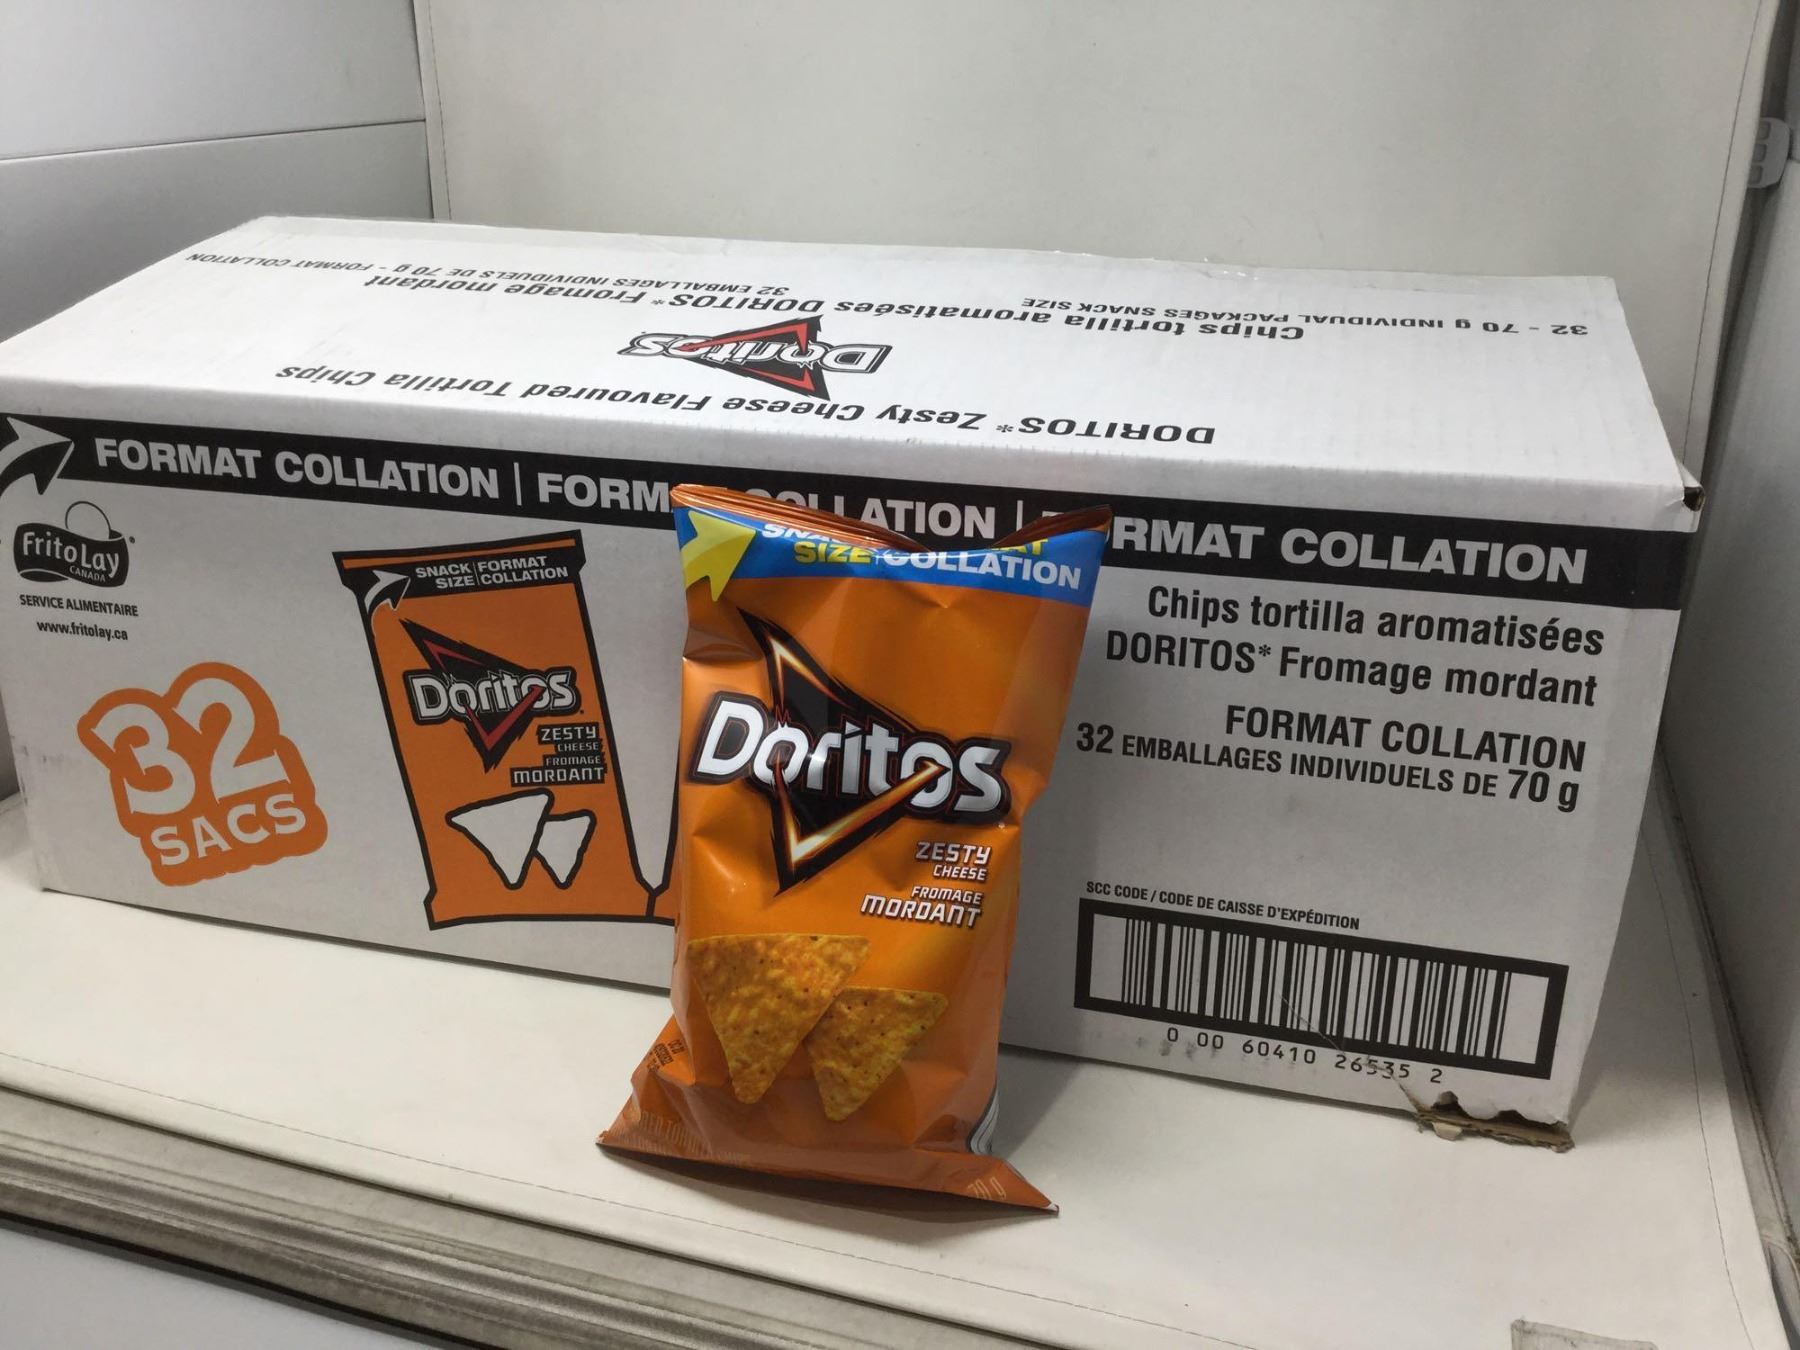 32 - 70 g INDIVIDUAL PACKAGES SNACK SIZE
32 EMBALLAGES INDIVIDUELS DE 70 g - FORMAT COLLATION
Chips tortilla aromatisées DORITOS* Fromage mordant
Doritos
DORITOS* Zesty Cheese Flavoured Tortilla Chips
FORMAT COLLATION | FORM
LATION |
RMAT COLLATION
FritoLay
CANADA
SERVICE ALIMENTAIRE
www.fritolay.ca
32
SACS
SNACK SIZE | FORMAT COLLATION
Doritos
ZESTY
CHEESE
FROMAGE
MORDANT
SIZE COLLATION
Doritos
ZESTY
CHEESE
FROMAGE
MORDANT
70 g
Chips tortilla aromatisées
DORITOS* Fromage mordant
FORMAT COLLATION
32 EMBALLAGES INDIVIDUELS DE 70 g
SCC CODE / CODE DE CAISSE D'EXPÉDITION
0 00 60410 26535 2